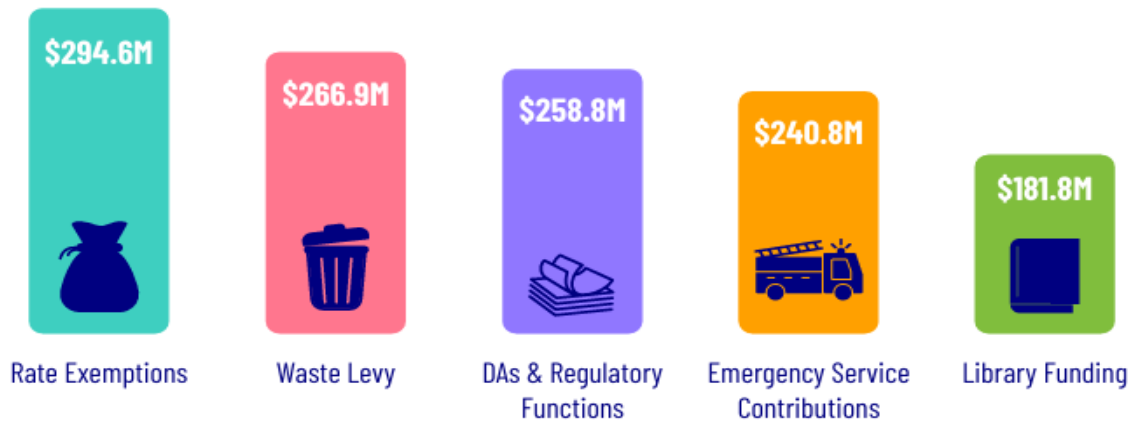 $294.6M
$266.9M
$258.8M
$240.8M
$181.8M
Rate Exemptions
Waste Levy
DAs & Regulatory
Functions
Emergency Service
Contributions
Library Funding